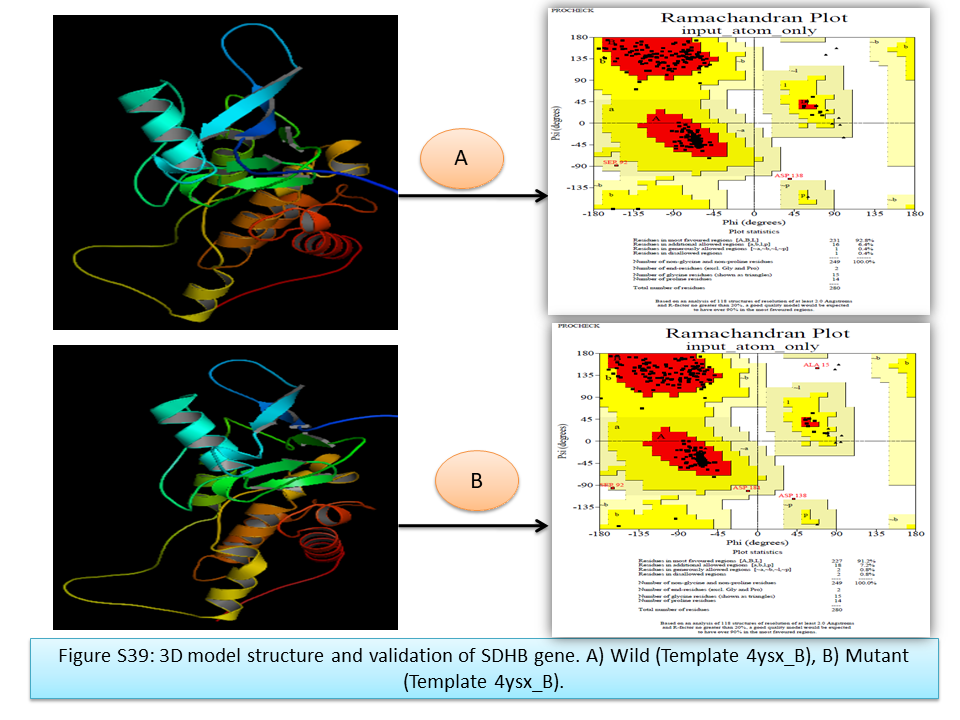 PROCHECK
Ramachandran Plot
input_atom_only
180
135
90
45
0
-45
-90
-135
Psi (degrees)
b
~b
~b
b
~l
l
a
A
~a
SER 92
ASP 138
b
~p
p
~b
b
-180 -135 -90 -45 0 45 90 135 180
Phi (degrees)
Plot statistics
Residues in most favoured regions [A,B,L] 231 92.8%
Residues in additional allowed regions [a,b,l,p] 16 6.4%
Residues in generously allowed regions [~a,~b,~l,~p] 1 0.4%
Residues in disallowed regions 1 0.4%
Number of non-glycine and non-proline residues 249 100.0%
Number of end-residues (excl. Gly and Pro) 2
Number of glycine residues (shown as triangles) 15
Number of proline residues 14
Total number of residues 280
Based on an analysis of 118 structures of resolution of at least 2.0 Angstroms
and R-factor no greater than 20%, a good quality model would be expected
to have over 90% in the most favoured regions.
A
PROCHECK
Ramachandran Plot
input_atom_only
180
135
90
45
0
-45
-90
-135
Psi (degrees)
ALA 15
b
~b
~b
b
~l
l
a
A
~a
SER 92
ASP 138
b
~p
p
~b
b
-180 -135 -90 -45 0 45 90 135 180
Phi (degrees)
Plot statistics
Residues in most favoured regions [A,B,L] 227 91.2%
Residues in additional allowed regions [a,b,l,p] 18 7.2%
Residues in generously allowed regions [~a,~b,~l,~p] 2 0.8%
Residues in disallowed regions 2 0.8%
Number of non-glycine and non-proline residues 249 100.0%
Number of end-residues (excl. Gly and Pro) 2
Number of glycine residues (shown as triangles) 15
Number of proline residues 14
Total number of residues 280
Based on an analysis of 118 structures of resolution of at least 2.0 Angstroms
and R-factor no greater than 20%, a good quality model would be expected
to have over 90% in the most favoured regions.
B
Figure S39: 3D model structure and validation of SDHB gene. A) Wild (Template 4ysx_B), B) Mutant
(Template 4ysx_B).